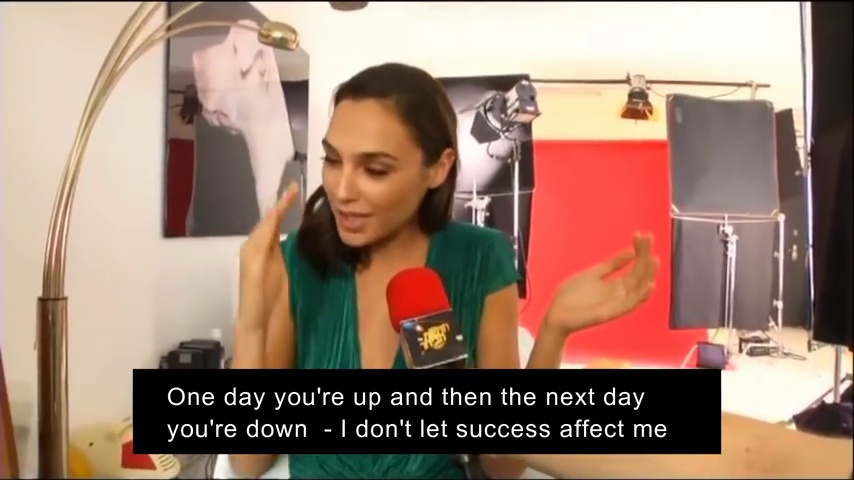 One day you're up and then the next day
you're down  - I don't let success affect me